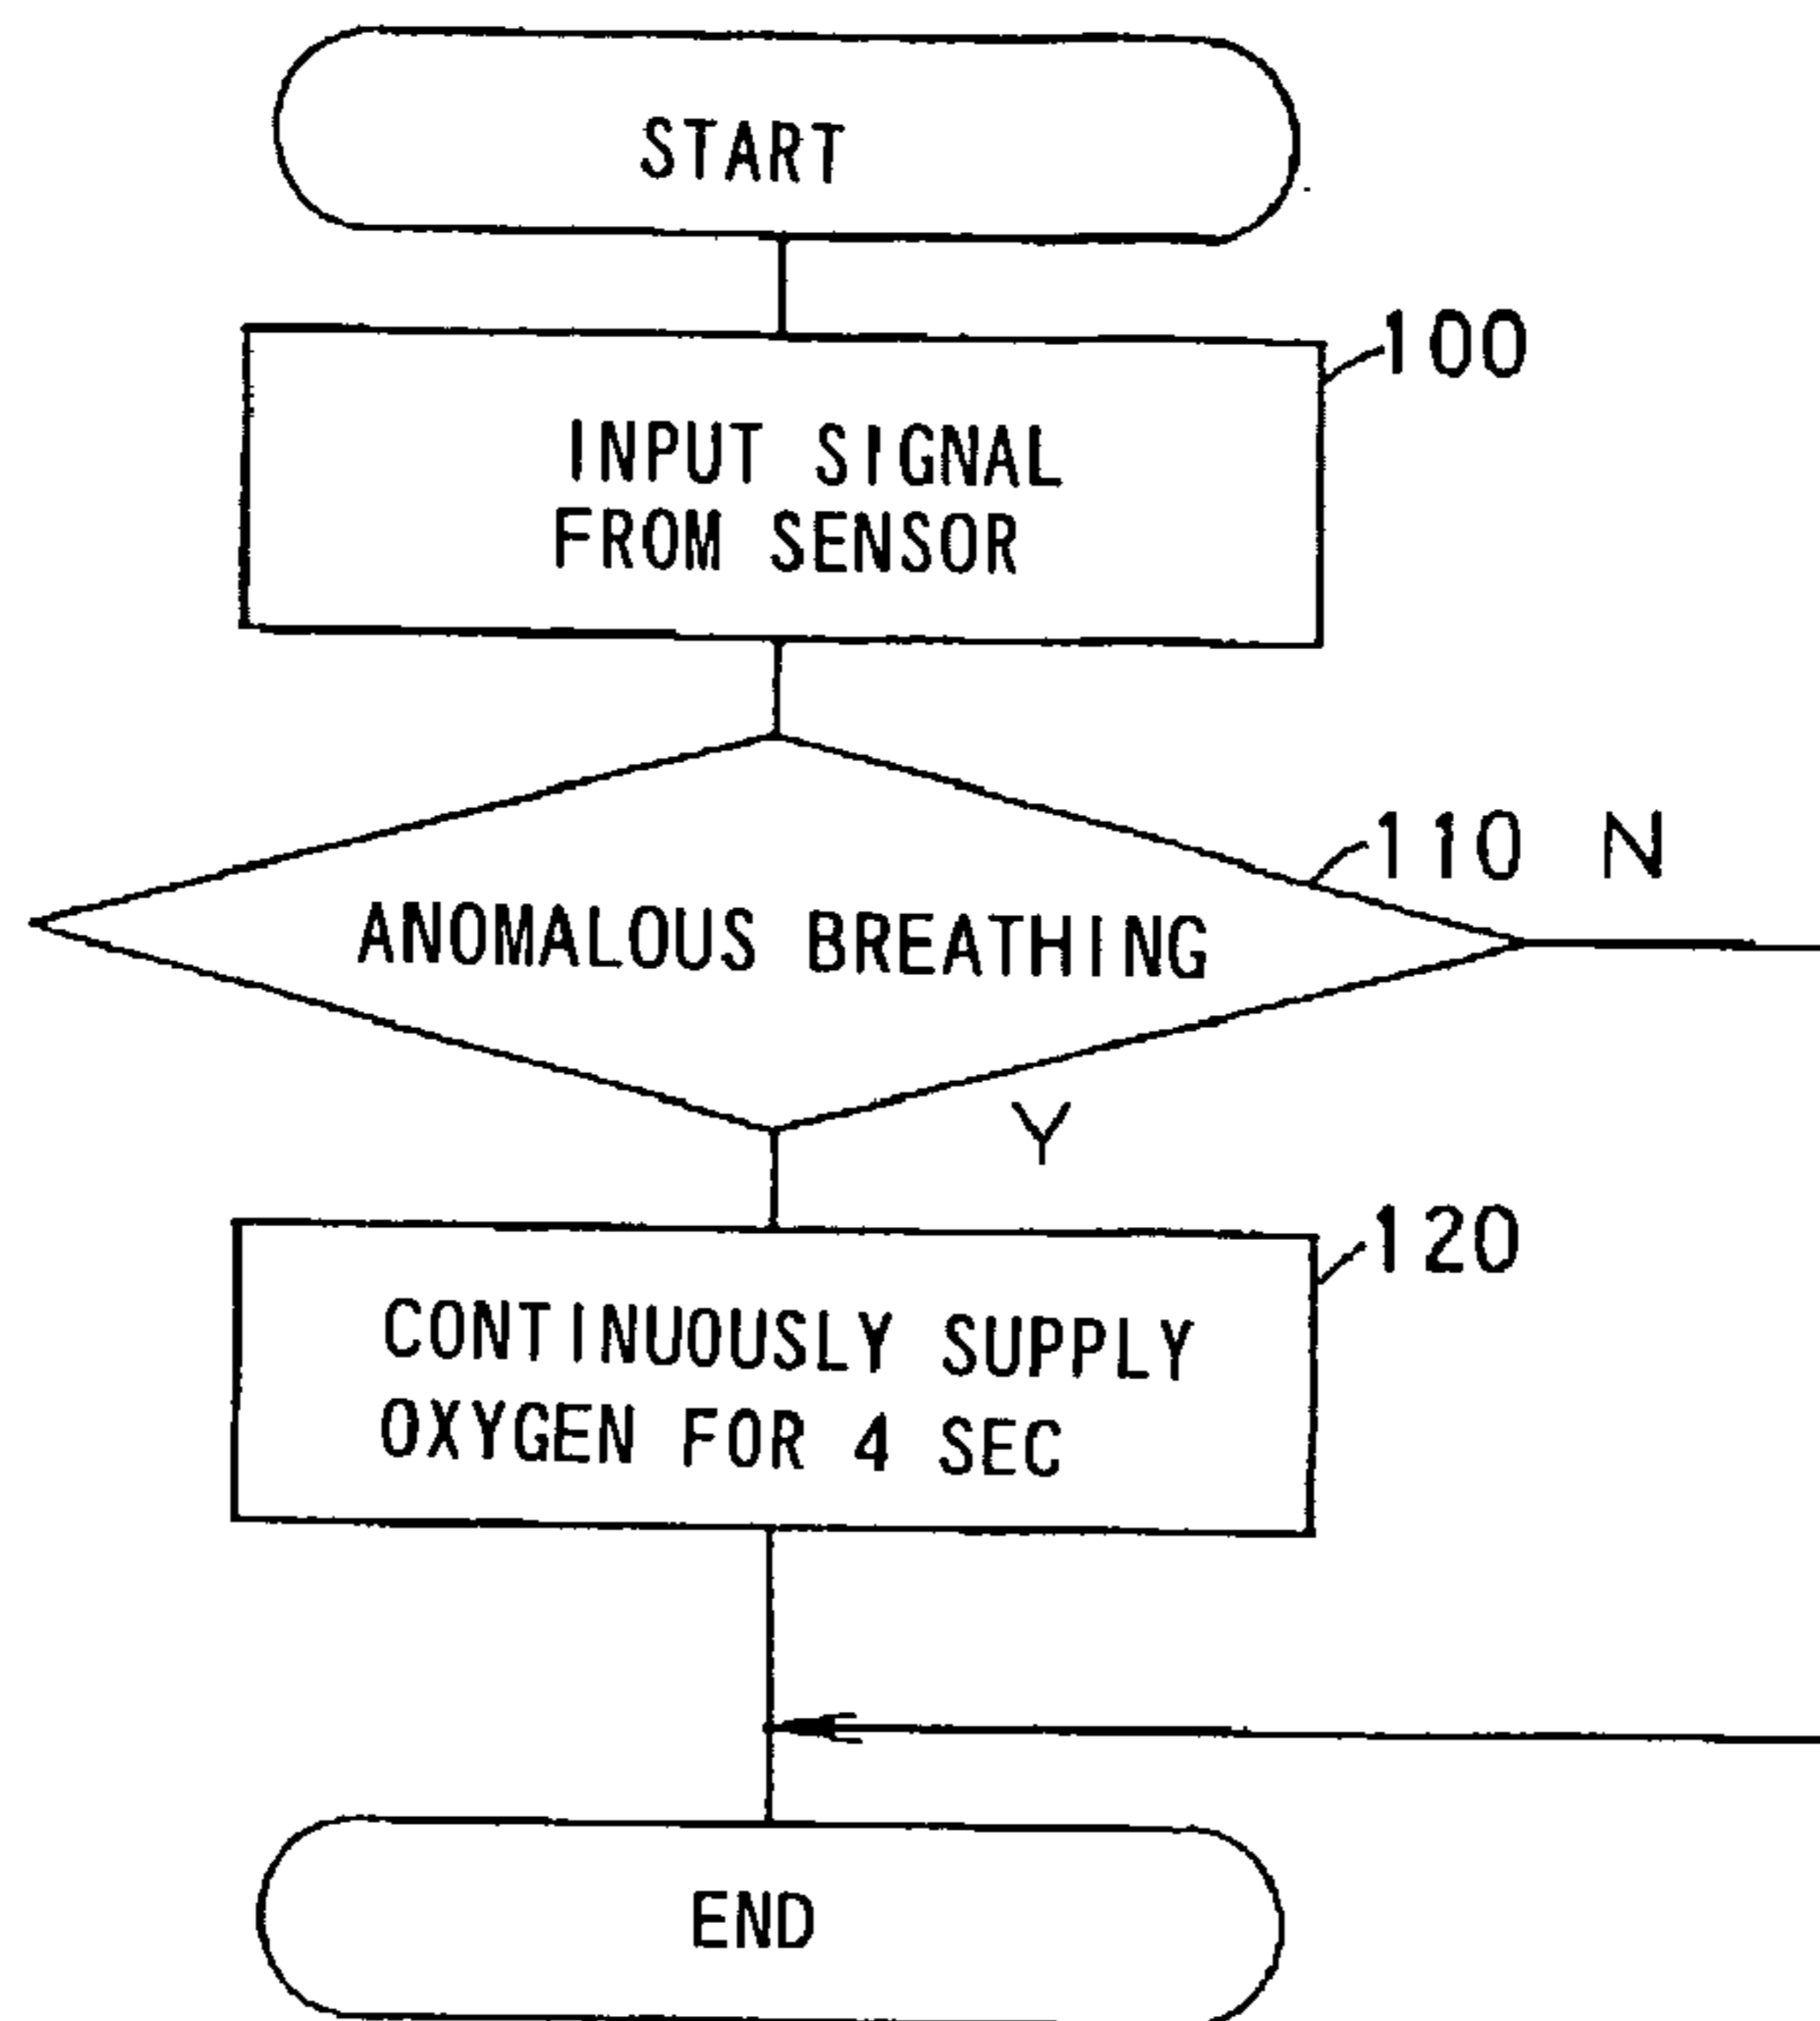 START
100
INPUT SIGNAL
FROM SENSOR
110 N
ANOMALOUS BREATHING
Y
120
CONTINUOUSLY SUPPLY
OXYGEN FOR 4 SEC
END